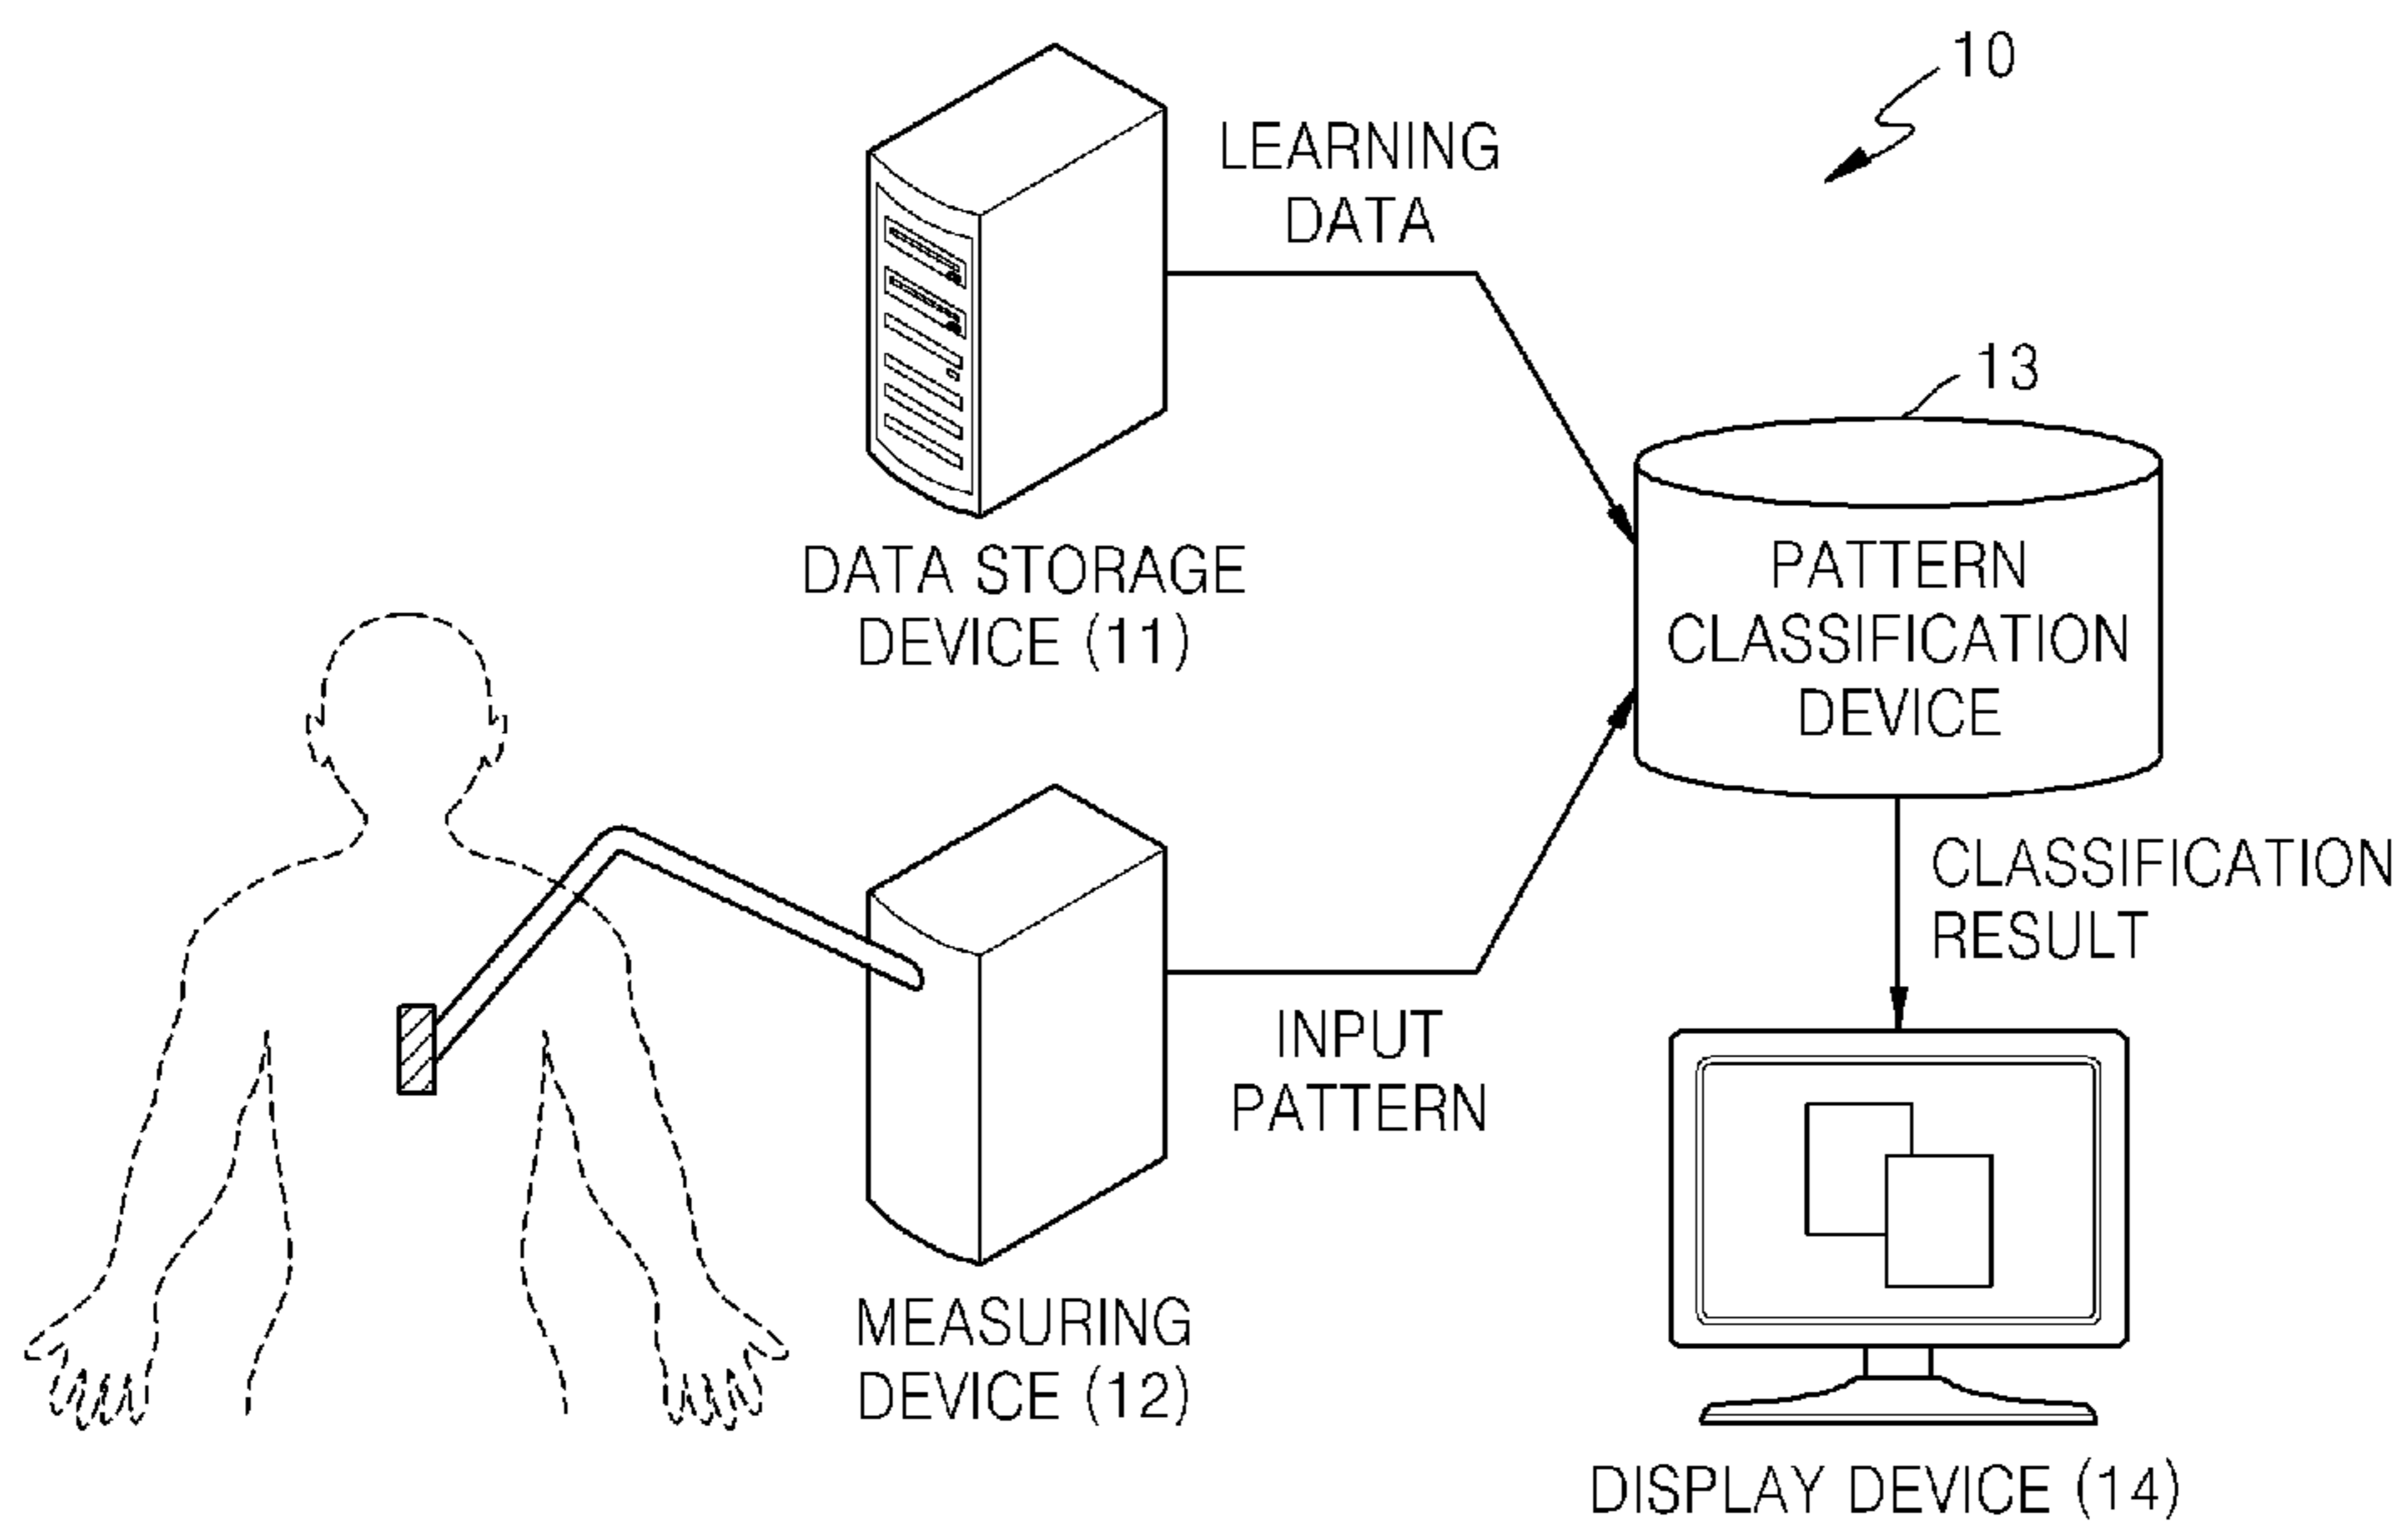 10
LEARNING
DATA
13
DATA STORAGE
DEVICE (11)
PATTERN
CLASSIFICATION
DEVICE
CLASSIFICATION
RESULT
INPUT
PATTERN
MEASURING
DEVICE (12)
DISPLAY DEVICE (14)